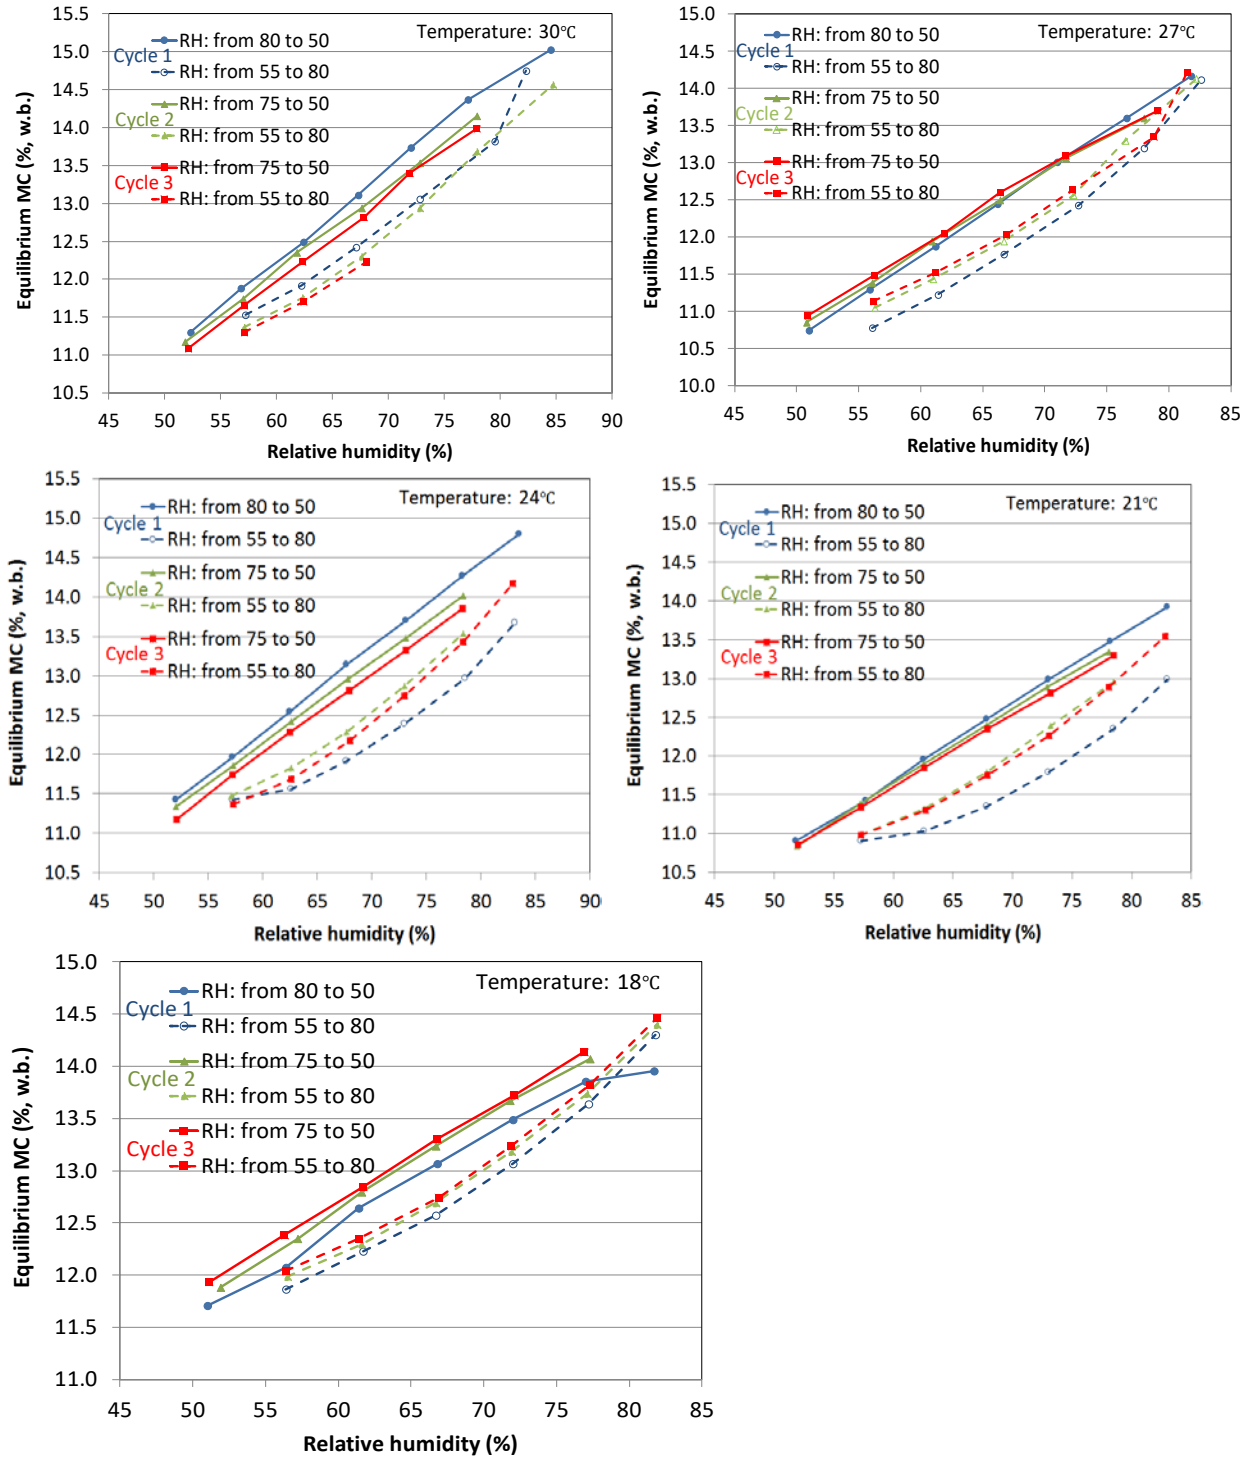 15.5
15.0
14.5
14.0
13.5
13.0
12.5
12.0
11.5
11.0
10.5
Equilibrium MC (%, w.b.)
45 50 55 60 65 70 75 80 85 90
Relative humidity (%)
Temperature: 30℃
Cycle 1
RH: from 80 to 50
RH: from 55 to 80
Cycle 2
RH: from 75 to 50
RH: from 55 to 80
Cycle 3
RH: from 75 to 50
RH: from 55 to 80
15.0
14.5
14.0
13.5
13.0
12.5
12.0
11.5
11.0
10.5
10.0
Equilibrium MC (%, w.b.)
45 50 55 60 65 70 75 80 85
Relative humidity (%)
Temperature: 27℃
Cycle 1
RH: from 80 to 50
RH: from 55 to 80
Cycle 2
RH: from 75 to 50
RH: from 55 to 80
Cycle 3
RH: from 75 to 50
RH: from 55 to 80
15.5
15.0
14.5
14.0
13.5
13.0
12.5
12.0
11.5
11.0
10.5
Equilibrium MC (%, w.b.)
45 50 55 60 65 70 75 80 85 90
Relative humidity (%)
Temperature: 24℃
Cycle 1
RH: from 80 to 50
RH: from 55 to 80
Cycle 2
RH: from 75 to 50
RH: from 55 to 80
Cycle 3
RH: from 75 to 50
RH: from 55 to 80
15.5
15.0
14.5
14.0
13.5
13.0
12.5
12.0
11.5
11.0
10.5
Equilibrium MC (%, w.b.)
45 50 55 60 65 70 75 80 85
Relative humidity (%)
Temperature: 21℃
Cycle 1
RH: from 80 to 50
RH: from 55 to 80
Cycle 2
RH: from 75 to 50
RH: from 55 to 80
Cycle 3
RH: from 75 to 50
RH: from 55 to 80
15.0
14.5
14.0
13.5
13.0
12.5
12.0
11.5
11.0
Equilibrium MC (%, w.b.)
45 50 55 60 65 70 75 80 85
Relative humidity (%)
Temperature: 18℃
Cycle 1
RH: from 80 to 50
RH: from 55 to 80
Cycle 2
RH: from 75 to 50
RH: from 55 to 80
Cycle 3
RH: from 75 to 50
RH: from 55 to 80